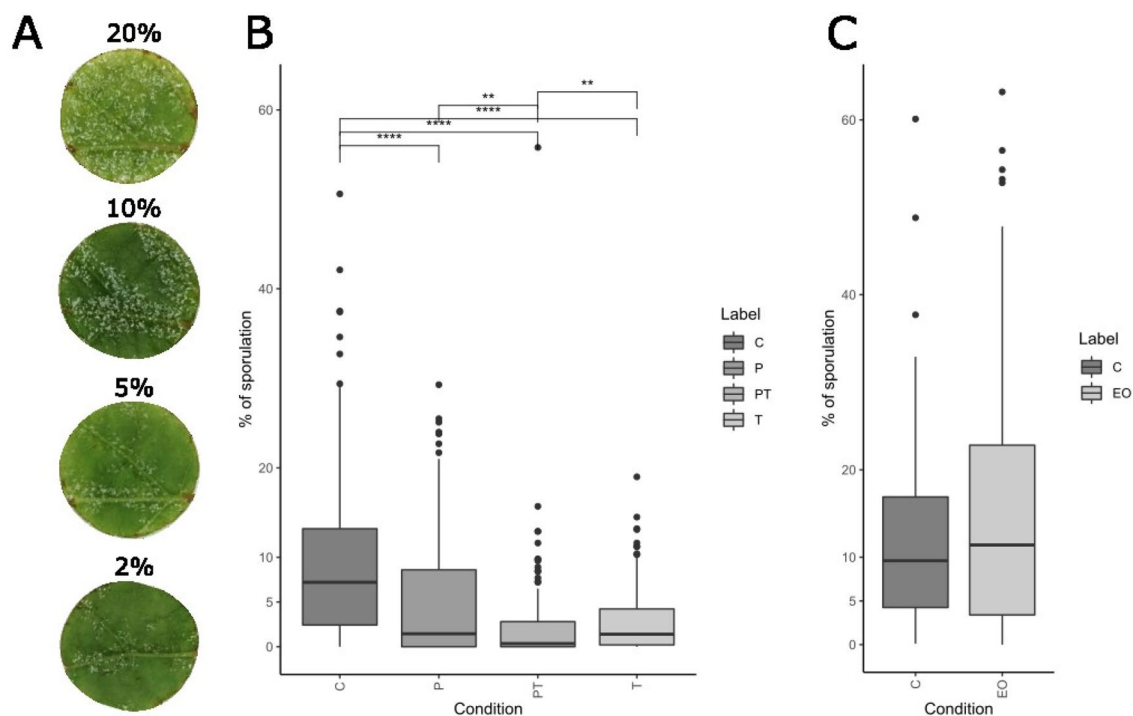 A
20%
10%
5%
2%
B
**
**
****
****
****
% of sporulation
60
40
20
10
5
0
C
P
PT
T
Condition
Label
C
P
PT
T
C
% of sporulation
60
40
20
10
5
0
C
EO
Condition
Label
C
EO